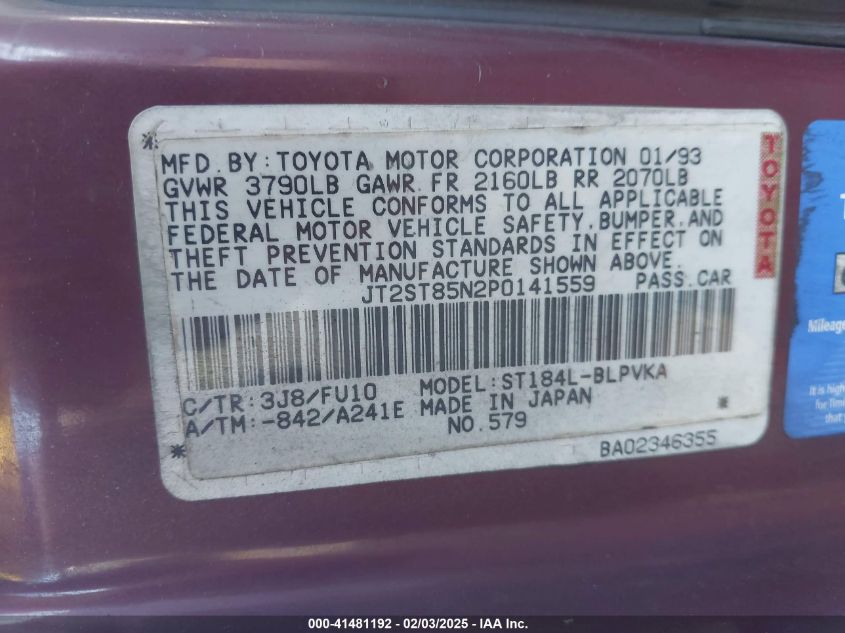 MFD. BY: TOYOTA MOTOR CORPORATION 01/93
GVWR 3790LB GAWR FR 2160LB RR 2070LB
THIS VEHICLE CONFORMS TO ALL APPLICABLE
FEDERAL MOTOR VEHICLE SAFETY, BUMPER, AND
THEFT PREVENTION STANDARDS IN EFFECT ON
THE DATE OF MANUFACTURE SHOWN ABOVE.
JT2ST85N2P0141559 PASS. CAR
C/TR: 3J8/FU10 MODEL: ST184L-BLPVKA
A/TM: -842/A241E MADE IN JAPAN
NO. 579
BA02346355
TOYOTA
Mileage
000-41481192 - 02/03/2025 - IAA Inc.